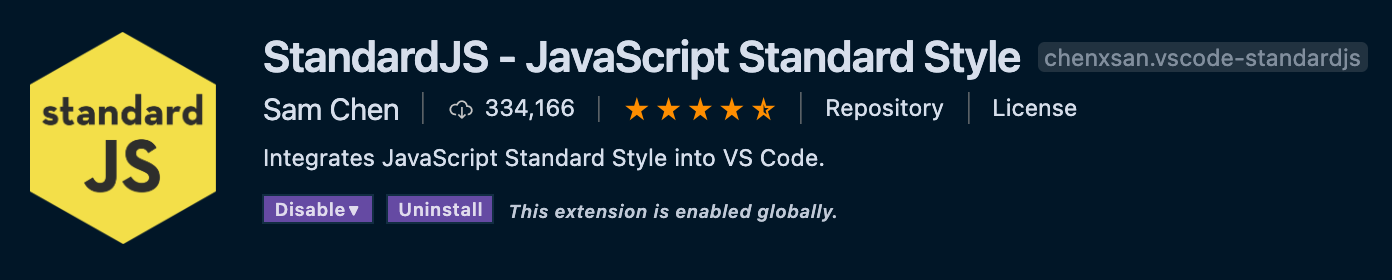 standard
JS
StandardJS - JavaScript Standard Style chenxsan.vscode-standardjs
Sam Chen 334,166 Repository License
Integrates JavaScript Standard Style into VS Code.
Disable Uninstall This extension is enabled globally.